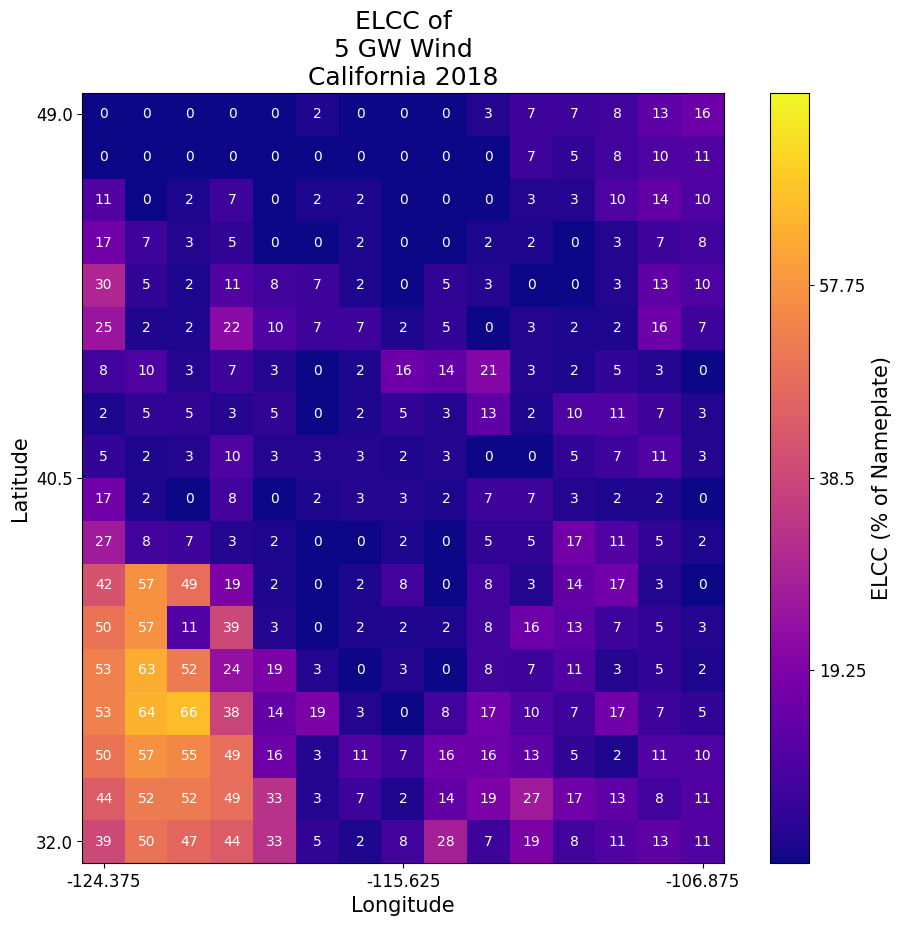 ELCC of
5 GW Wind
California 2018
49.0
0 0 0 0 0 2 0 0 0 3 7 7 8 13 16
0 0 0 0 0 0 0 0 0 0 7 5 8 10 11
11 0 2 7 0 2 2 0 0 0 3 3 10 14 10
17 7 3 5 0 0 2 0 0 2 2 0 3 7 8
30 5 2 11 8 7 2 0 5 3 0 0 3 13 10
25 2 2 22 10 7 7 2 5 0 3 2 2 16 7
8 10 3 7 3 0 2 16 14 21 3 2 5 3 0
2 5 5 3 5 0 2 5 3 13 2 10 11 7 3
5 2 3 10 3 3 3 2 3 0 0 5 7 11 3
40.5
17 2 0 8 0 2 3 3 2 7 7 3 2 2 0
27 8 7 3 2 0 0 2 0 5 5 17 11 5 2
42 57 49 19 2 0 2 8 0 8 3 14 17 3 0
50 57 11 39 3 0 2 2 2 8 16 13 7 5 3
53 63 52 24 19 3 0 3 0 8 7 11 3 5 2
53 64 66 38 14 19 3 0 8 17 10 7 17 7 5
50 57 55 49 16 3 11 7 16 16 13 5 2 11 10
44 52 52 49 33 3 7 2 14 19 27 17 13 8 11
32.0
39 50 47 44 33 5 2 8 28 7 19 8 11 13 11
-124.375 -115.625 -106.875
Longitude
Latitude
57.75
38.5
19.25
ELCC (% of Nameplate)